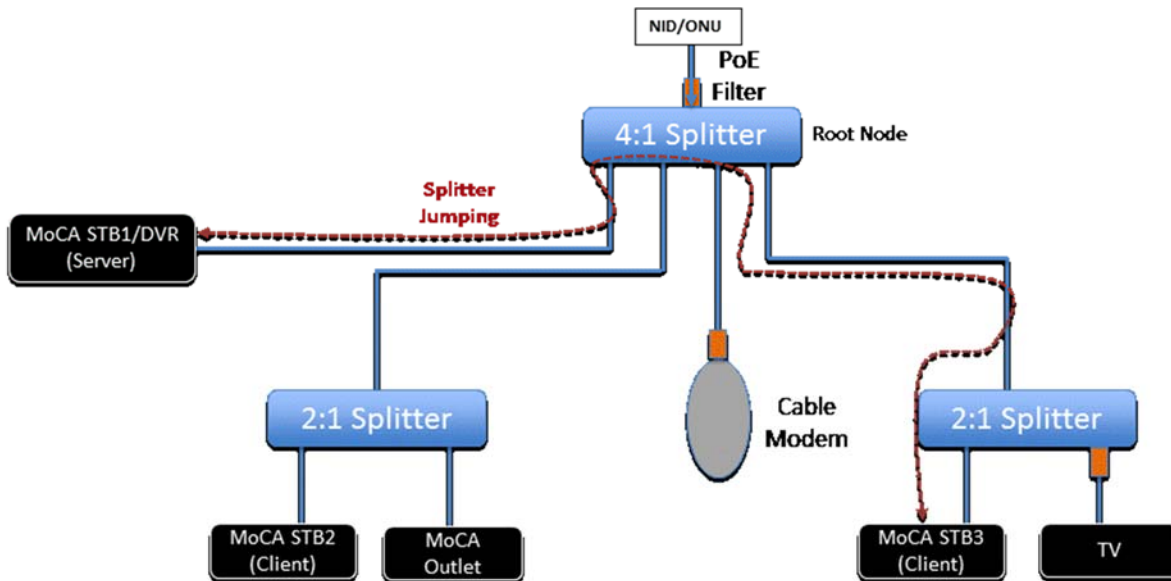 NID/ONU
PoE
Filter
4:1 Splitter
Root Node
Splitter
Jumping
MoCA STB1/DVR
(Server)
2:1 Splitter
Cable
Modem
2:1 Splitter
MoCA STB2
(Client)
MoCA
Outlet
MoCA STB3
(Client)
TV